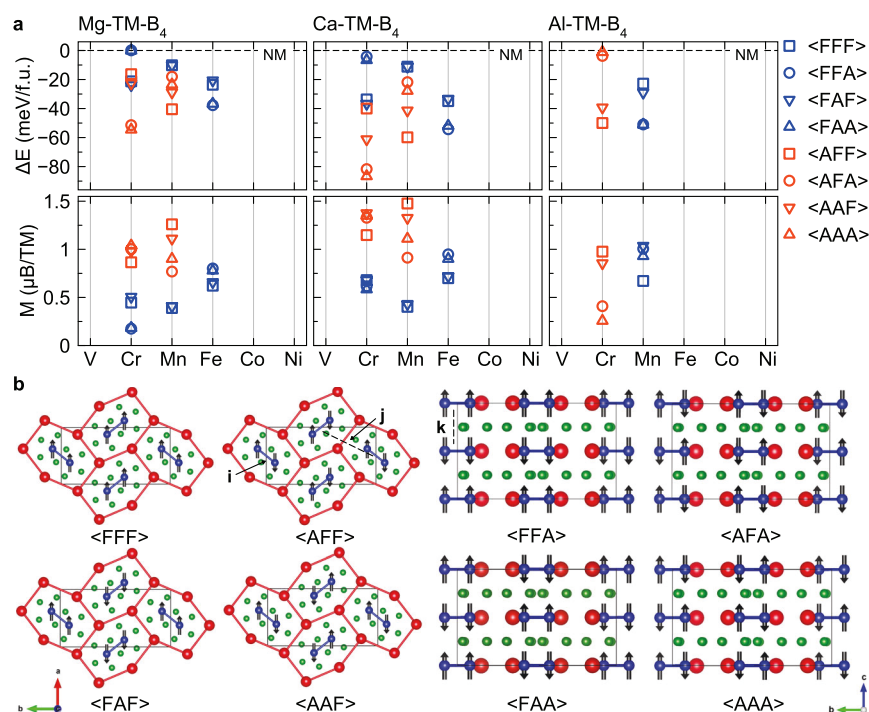 a
Mg-TM-B4 Ca-TM-B4 Al-TM-B4
ΔE (meV/f.u.)
0
−20
−40
−60
−80
NM NM NM
<FFF>
<FFA>
<FAF>
<FAA>
<AFF>
<AFA>
<AAF>
<AAA>
M (μB/TM)
1.5
1
0.5
0
V Cr Mn Fe Co Ni V Cr Mn Fe Co Ni V Cr Mn Fe Co Ni
b
i j k
<FFF> <AFF> <FFA> <AFA>
<FAF> <AAF> <FAA> <AAA>
a
b
c
b